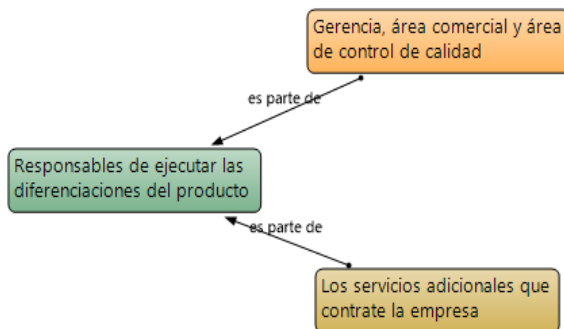 Gerencia, área comercial y área
de control de calidad
es parte de
Responsables de ejecutar las
diferenciaciones del producto
es parte de
Los servicios adicionales que
contrate la empresa